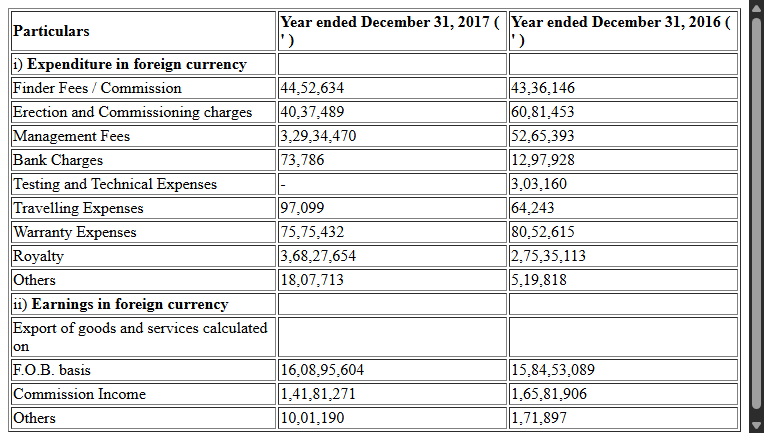 Particulars Year ended December 31, 2017 ( ' ) Year ended December 31, 2016 ( ' )
i) Expenditure in foreign currency
Finder Fees / Commission 44,52,634 43,36,146
Erection and Commissioning charges 40,37,489 60,81,453
Management Fees 3,29,34,470 52,65,393
Bank Charges 73,786 12,97,928
Testing and Technical Expenses - 3,03,160
Travelling Expenses 97,099 64,243
Warranty Expenses 75,75,432 80,52,615
Royalty 3,68,27,654 2,75,35,113
Others 18,07,713 5,19,818
ii) Earnings in foreign currency
Export of goods and services calculated
on
F.O.B. basis 16,08,95,604 15,84,53,089
Commission Income 1,41,81,271 1,65,81,906
Others 10,01,190 1,71,897